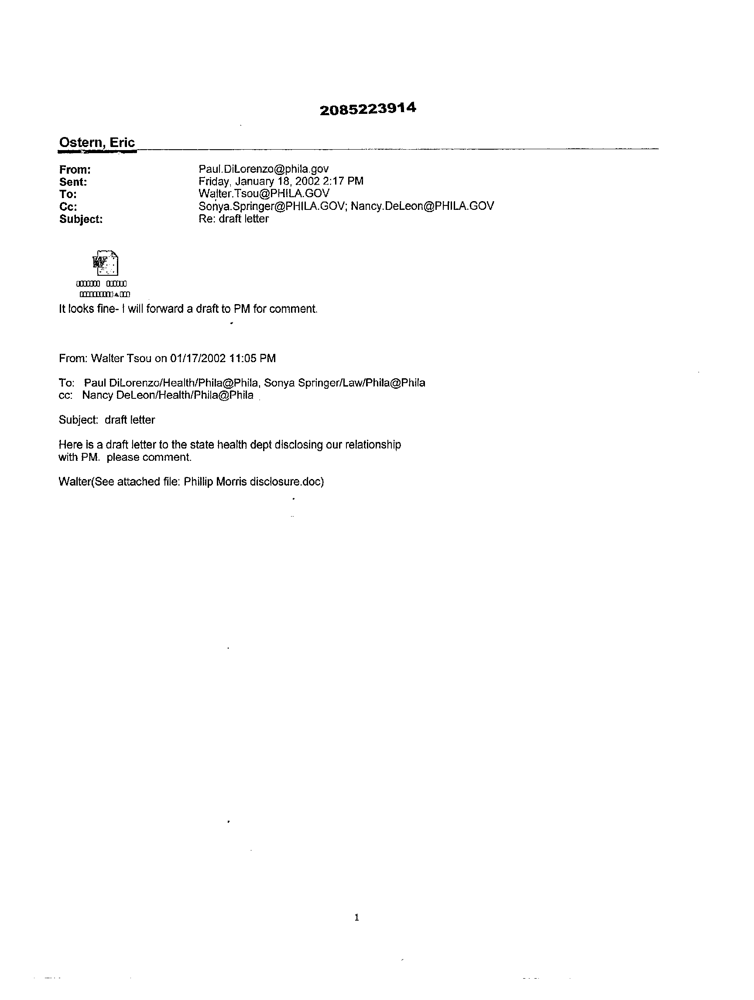 2085223914
Ostern, Eric
From: Paul.DiLorenzo@phila.gov
Sent: Friday, January 18, 2002 2:17 PM
To: Walter.Tsou@PHILA.GOV
Cc: Sonya.Springer@PHILA.GOV; Nancy.DeLeon@PHILA.GOV
Subject: Re: draft letter
It looks fine- I will forward a draft to PM for comment.
From: Walter Tsou on 01/17/2002 11:05 PM
To: Paul DiLorenzo/Health/Phila@Phila, Sonya Springer/Law/Phila@Phila
cc: Nancy DeLeon/Health/Phila@Phila
Subject: draft letter
Here is a draft letter to the state health dept disclosing our relationship
with PM. please comment.
Walter(See attached file: Phillip Morris disclosure.doc)
1